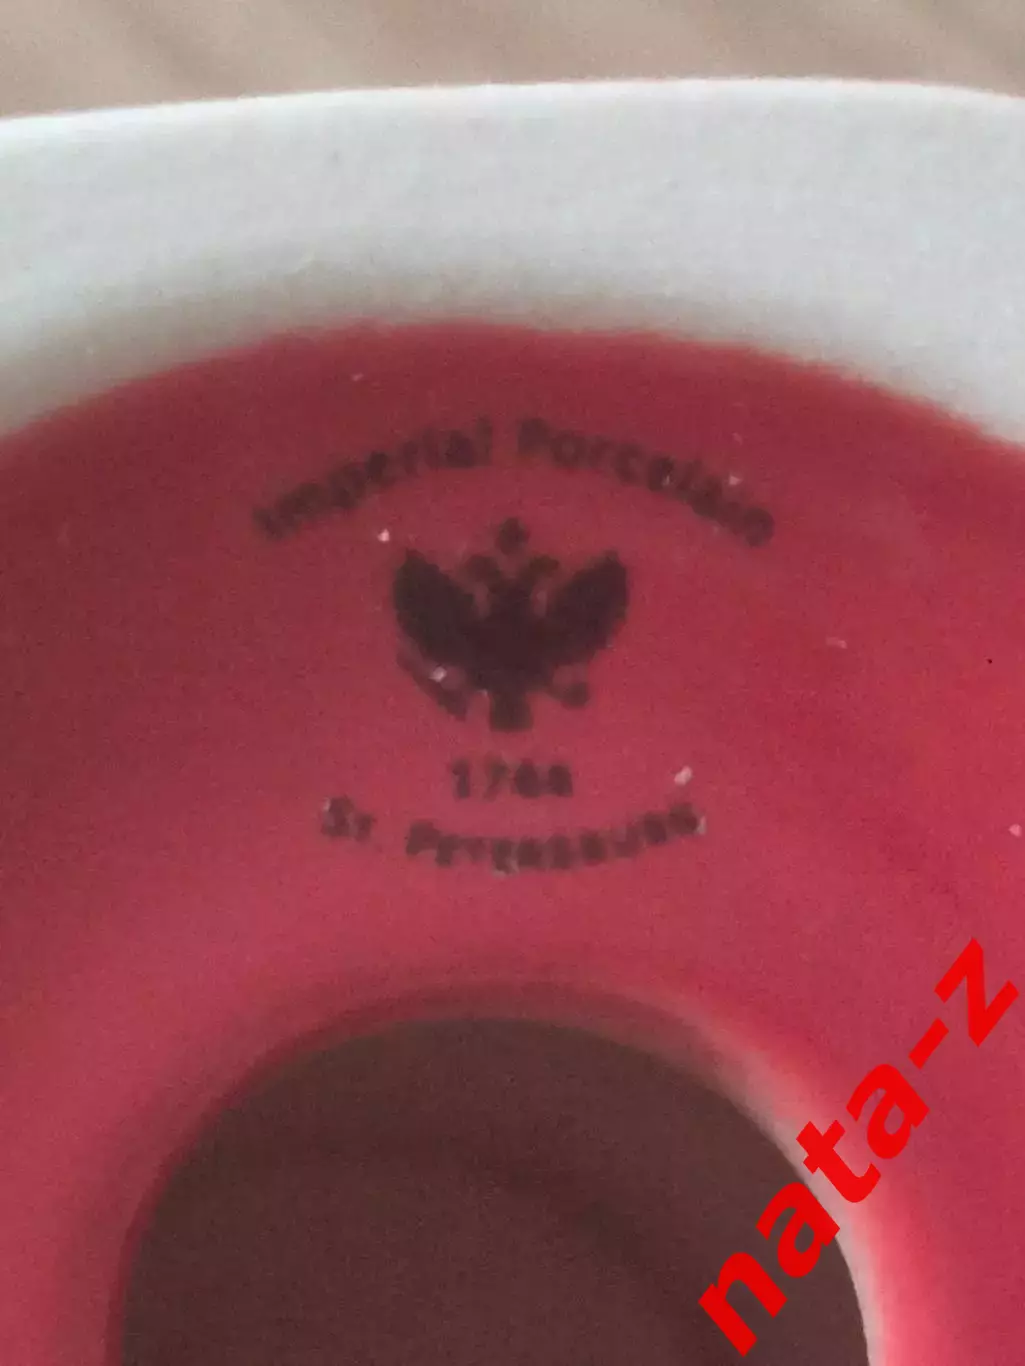 Imperial Porcelain
1744
St. Petersburg
nata-z